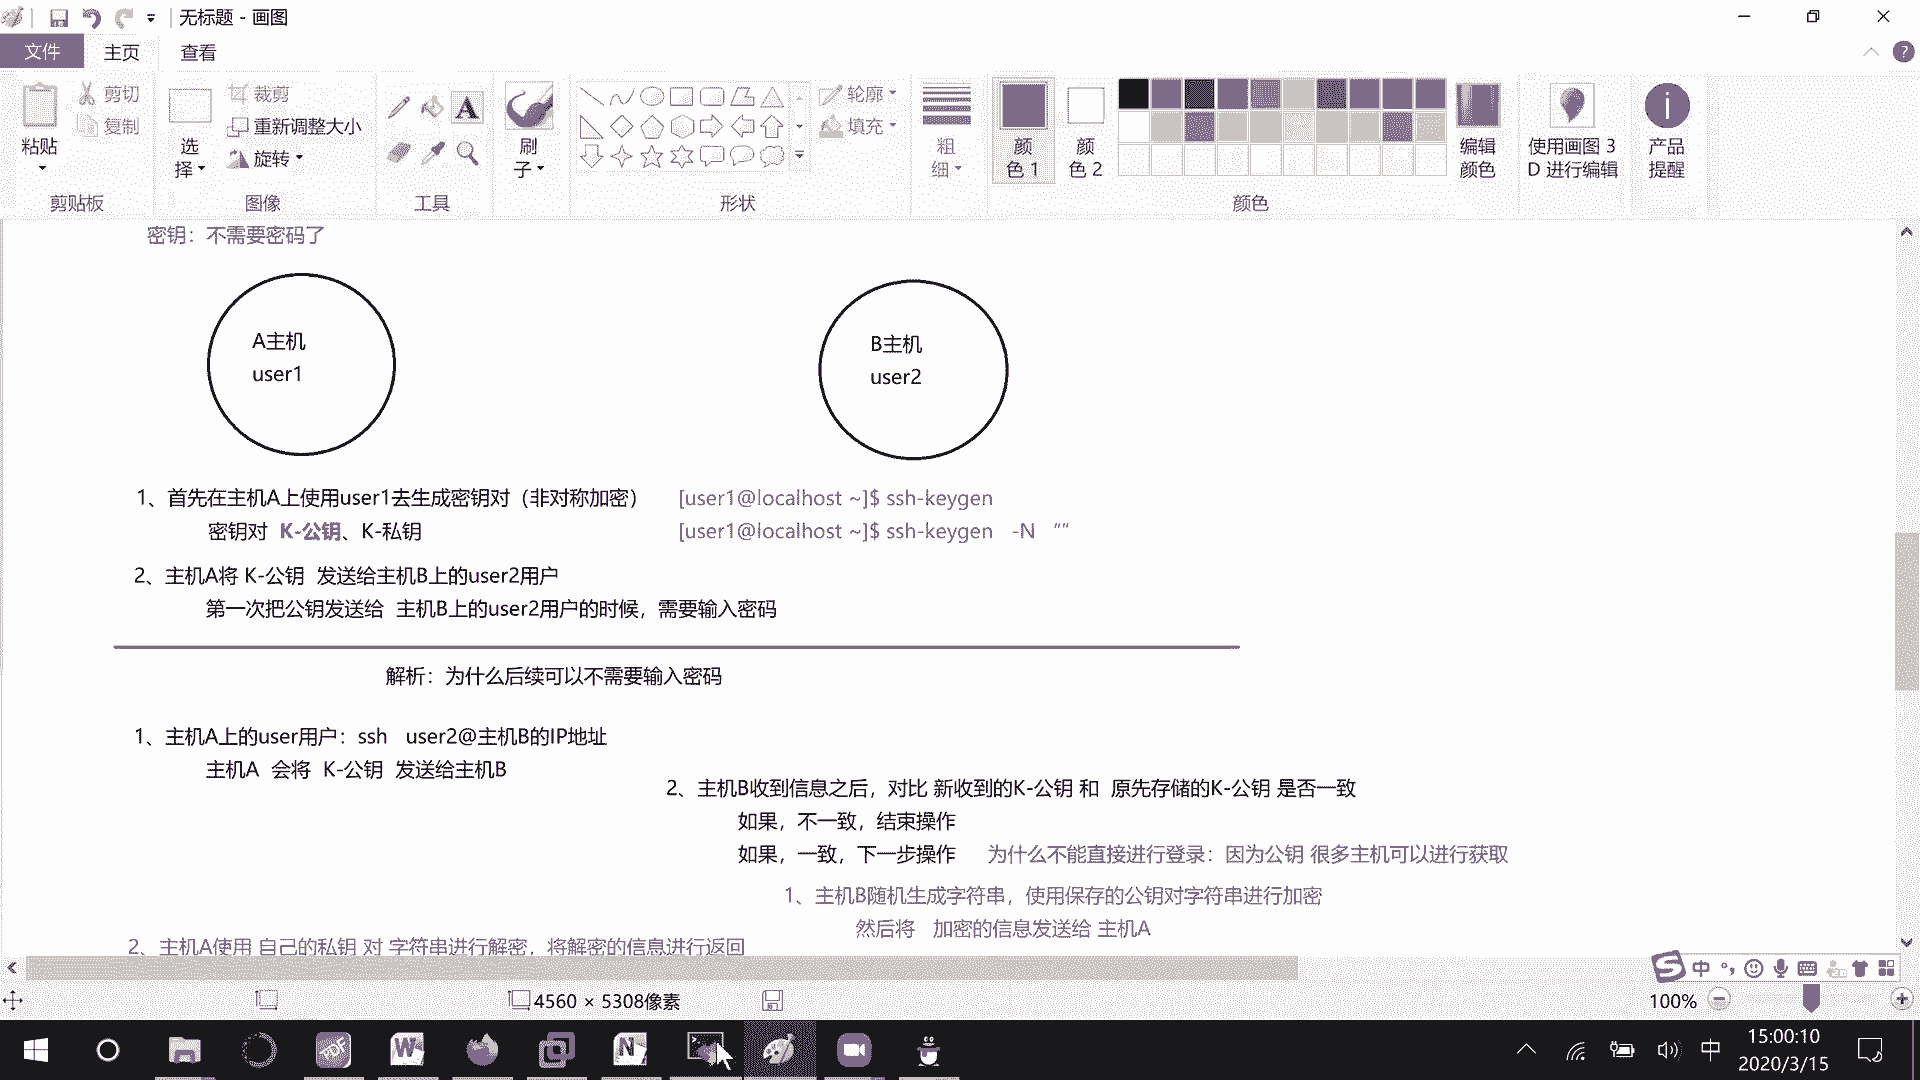 无标题 - 画图
文件 主页 查看
粘贴
剪切
复制
剪贴板
选择
裁剪
重新调整大小
旋转
图像
A
工具
刷子
形状
轮廓
填充
粗细
颜色 1
颜色 2
颜色
编辑颜色
使用画图 3D 进行编辑
产品提醒
密钥：不需要密码了
A主机
user1
B主机
user2
1、首先在主机A上使用user1去生成密钥对（非对称加密） [user1@localhost ~]$ ssh-keygen
密钥对 K-公钥、K-私钥 [user1@localhost ~]$ ssh-keygen -N ""
2、主机A将 K-公钥 发送给主机B上的user2用户
第一次把公钥发送给 主机B上的user2用户的时候，需要输入密码
解析：为什么后续可以不需要输入密码
1、主机A上的user用户：ssh user2@主机B的IP地址
主机A 会将 K-公钥 发送给主机B
2、主机B收到信息之后，对比 新收到的K-公钥 和 原先存储的K-公钥 是否一致
如果，不一致，结束操作
如果，一致，下一步操作 为什么不能直接进行登录：因为公钥 很多主机可以进行获取
1、主机B随机生成字符串，使用保存的公钥对字符串进行加密
然后将 加密的信息发送给 主机A
2、主机A使用 自己的私钥 对 字符串进行解密，将解密的信息进行返回
中
4560 × 5308像素
100%
中
15:00:10
2020/3/15